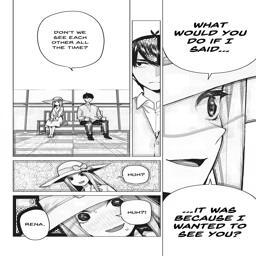 WHAT
WOULD YOU
DO IF I
SAID...
...IT WAS
BECAUSE I
WANTED TO
SEE YOU?
DON'T WE
SEE EACH
OTHER ALL
THE TIME?
HUH?
HUH?!
RENA.